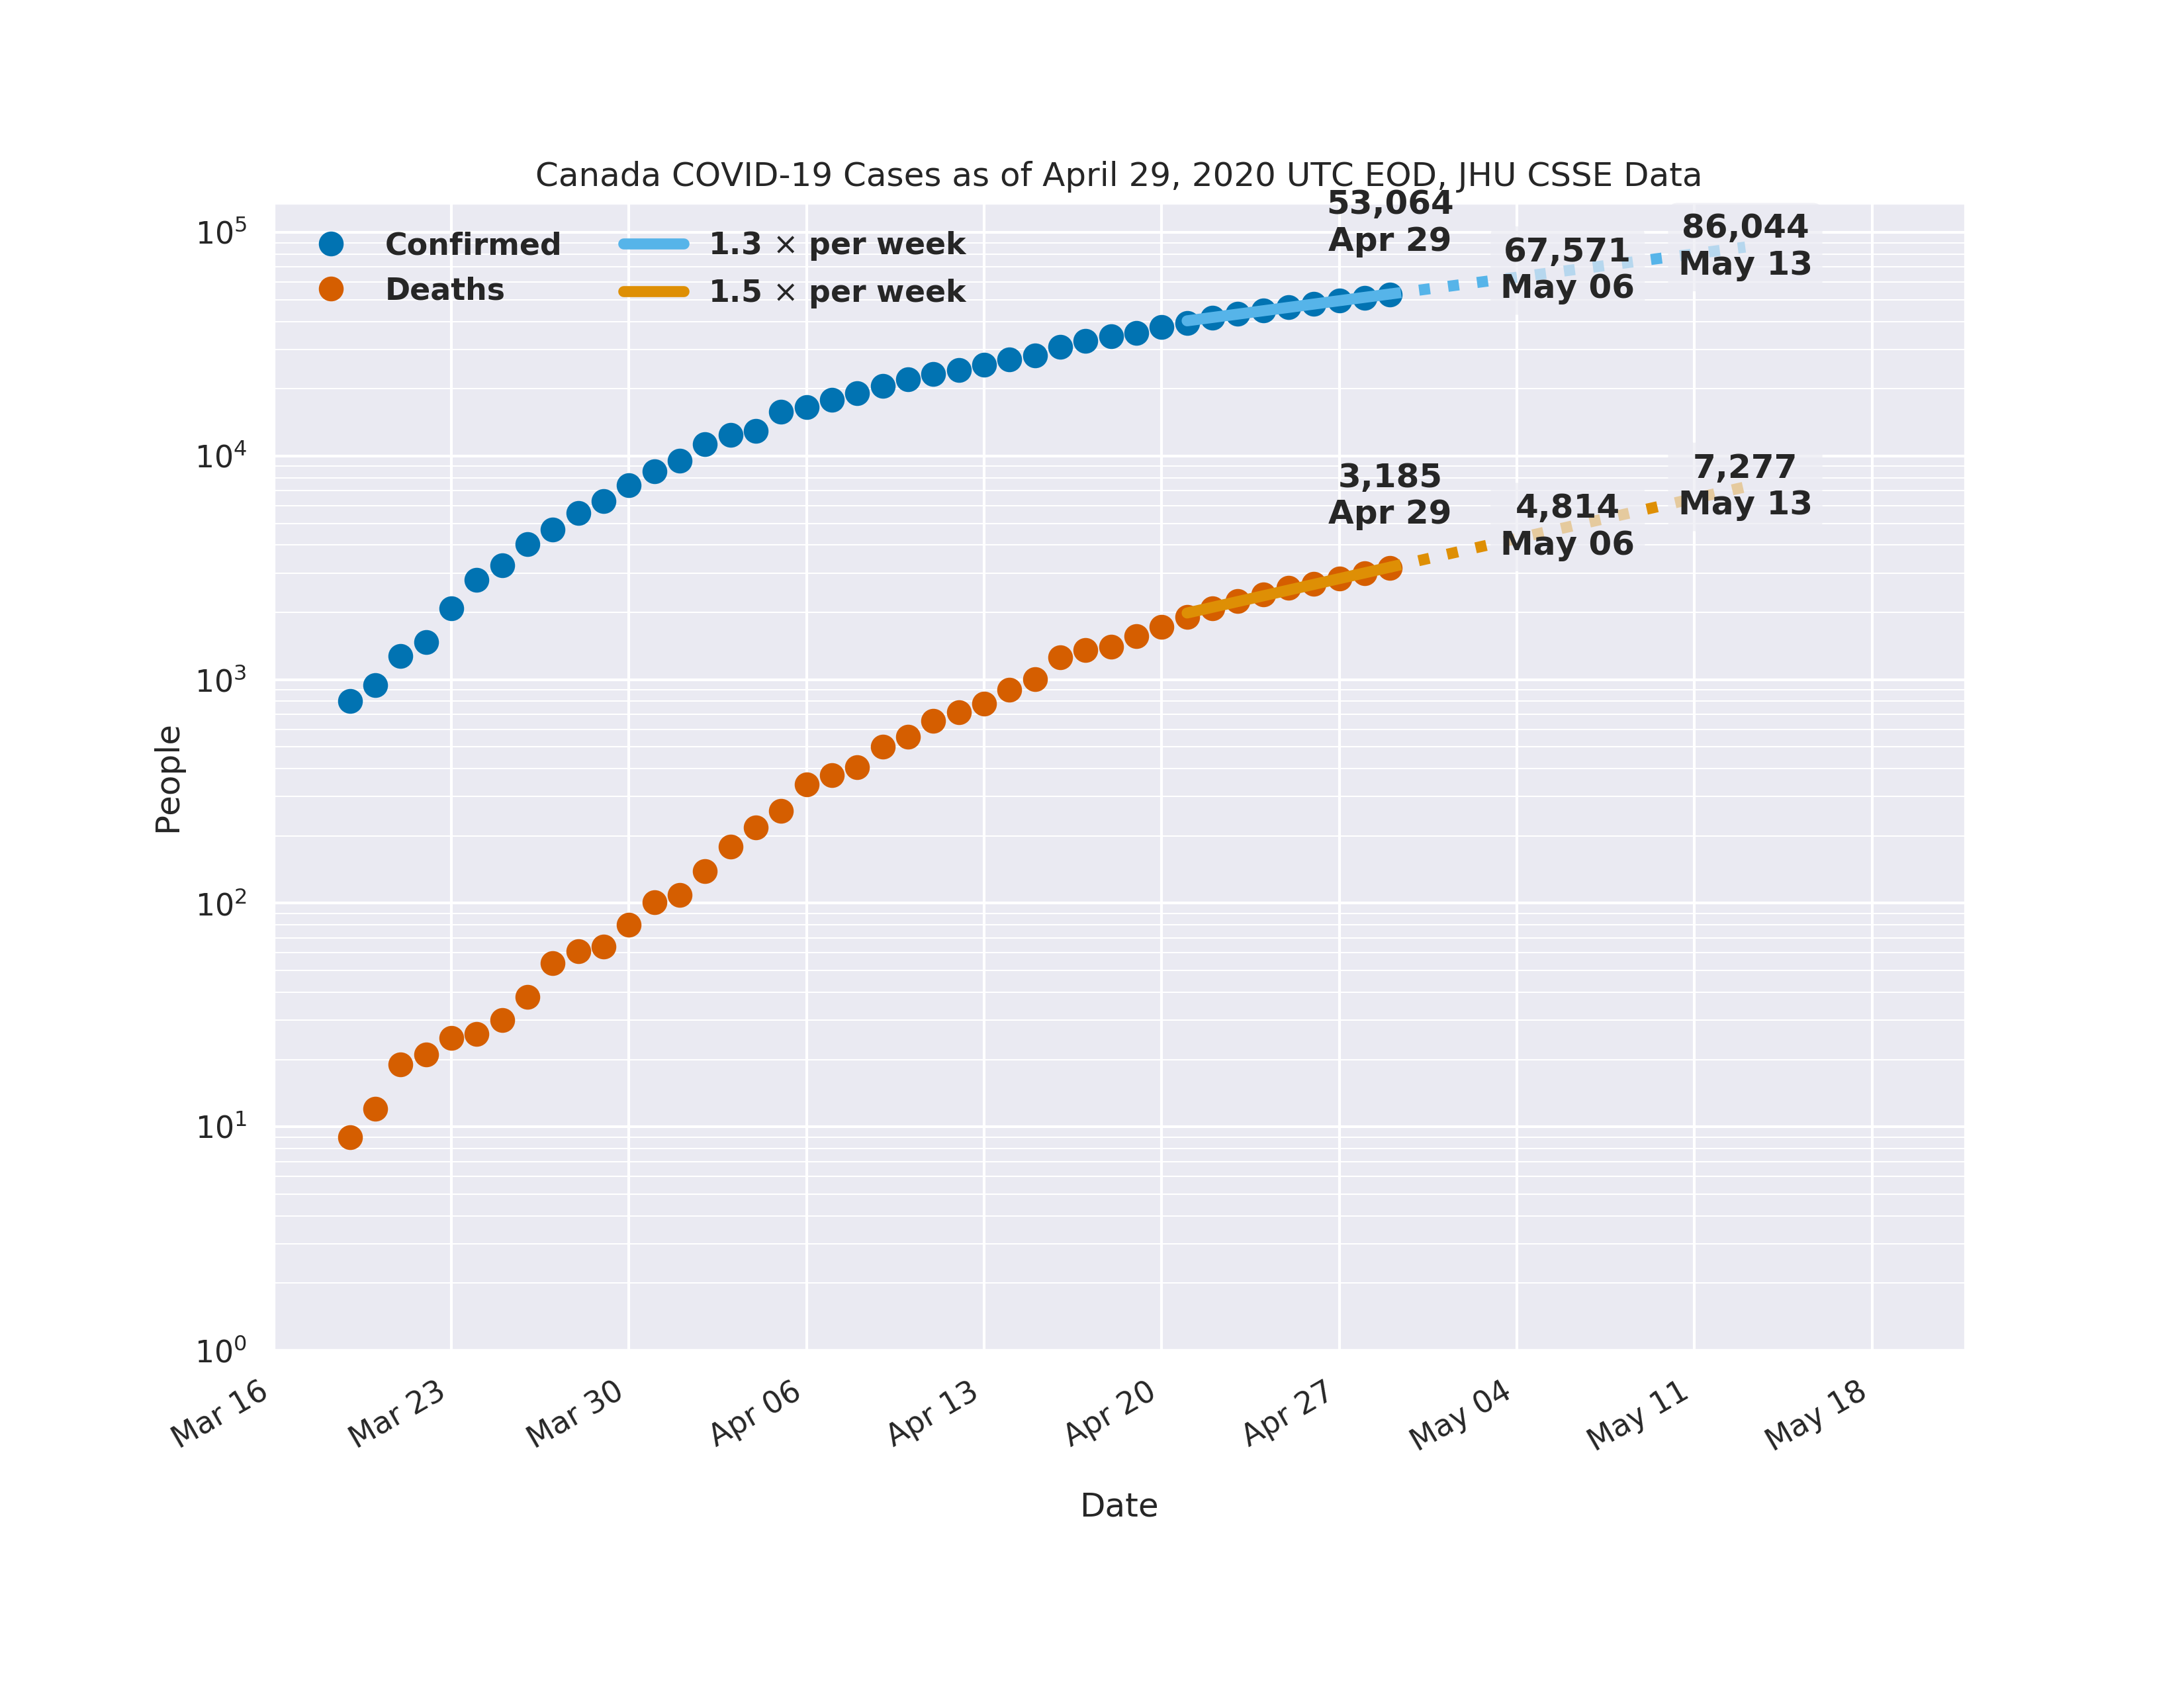 Canada COVID-19 Cases as of April 29, 2020 UTC EOD, JHU CSSE Data
Confirmed
Deaths
1.3 × per week
1.5 × per week
53,064
Apr 29
67,571
May 06
86,044
May 13
3,185
Apr 29
4,814
May 06
7,277
May 13
People
10⁵
10⁴
10³
10²
10¹
10⁰
Mar 16
Mar 23
Mar 30
Apr 06
Apr 13
Apr 20
Apr 27
May 04
May 11
May 18
Date